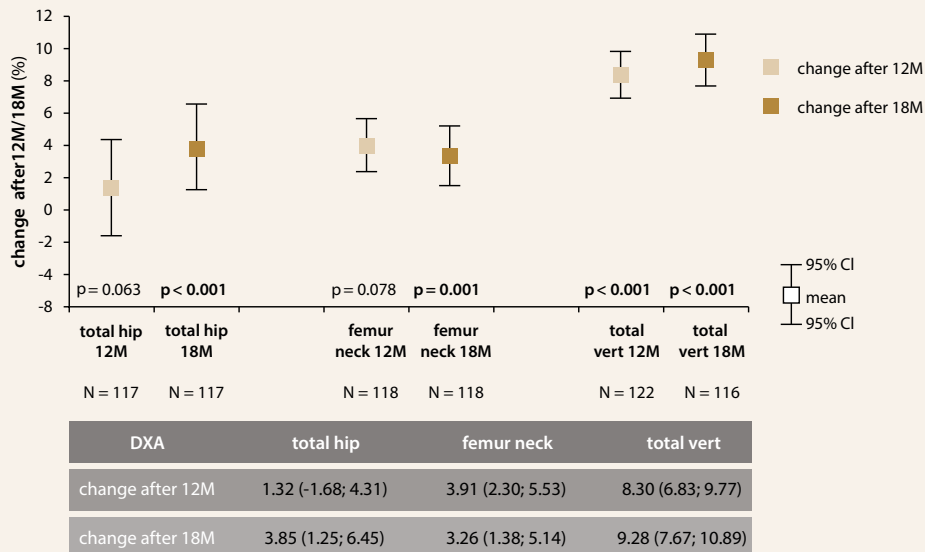 12
10
8
6
4
2
0
-2
-4
-6
-8
change after12M/18M (%)
change after 12M
change after 18M
95% CI
mean
95% CI
p = 0.063 p < 0.001 p = 0.078 p = 0.001 p < 0.001 p < 0.001
total hip total hip femur femur total total
12M 18M neck 12M neck 18M vert 12M vert 18M
N = 117 N = 117 N = 118 N = 118 N = 122 N = 116
DXA total hip femur neck total vert
change after 12M 1.32 (-1.68; 4.31) 3.91 (2.30; 5.53) 8.30 (6.83; 9.77)
change after 18M 3.85 (1.25; 6.45) 3.26 (1.38; 5.14) 9.28 (7.67; 10.89)